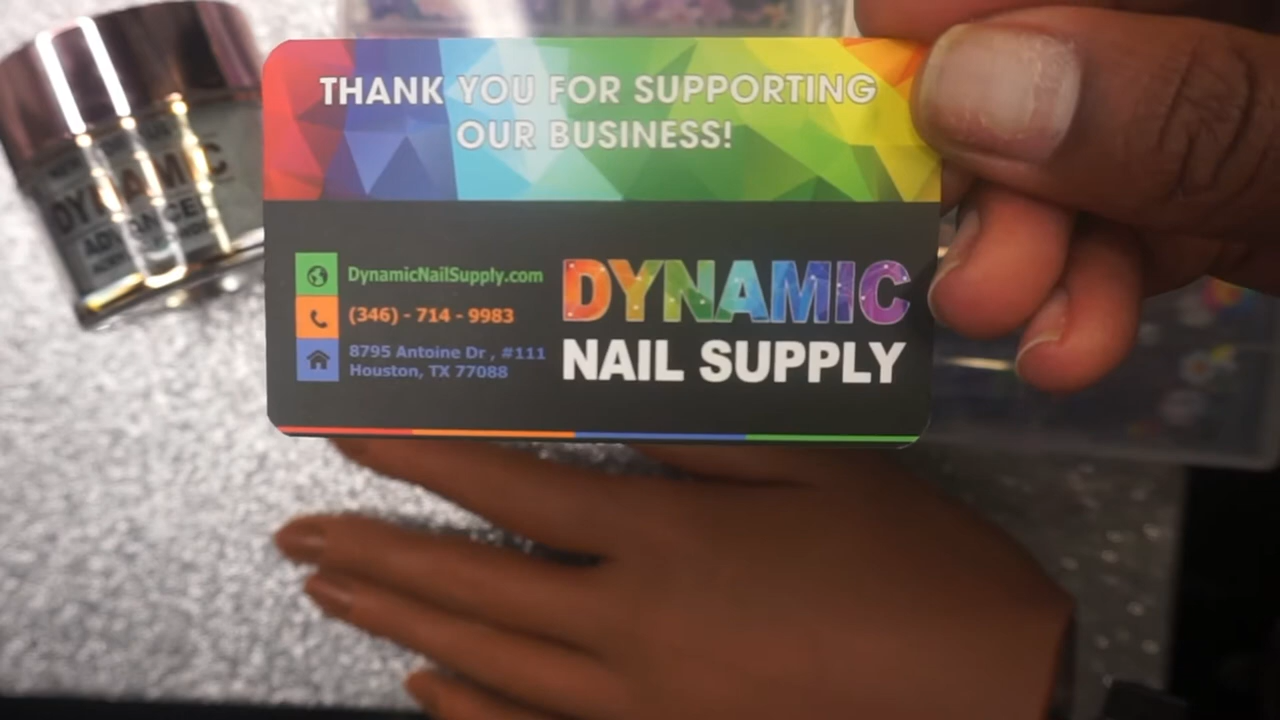 THANK YOU FOR SUPPORTING
OUR BUSINESS!
DynamicNailSupply.com
(346) - 714 - 9983
8795 Antoine Dr , #111
Houston, TX 77088
DYNAMIC
NAIL SUPPLY
DYNAMIC